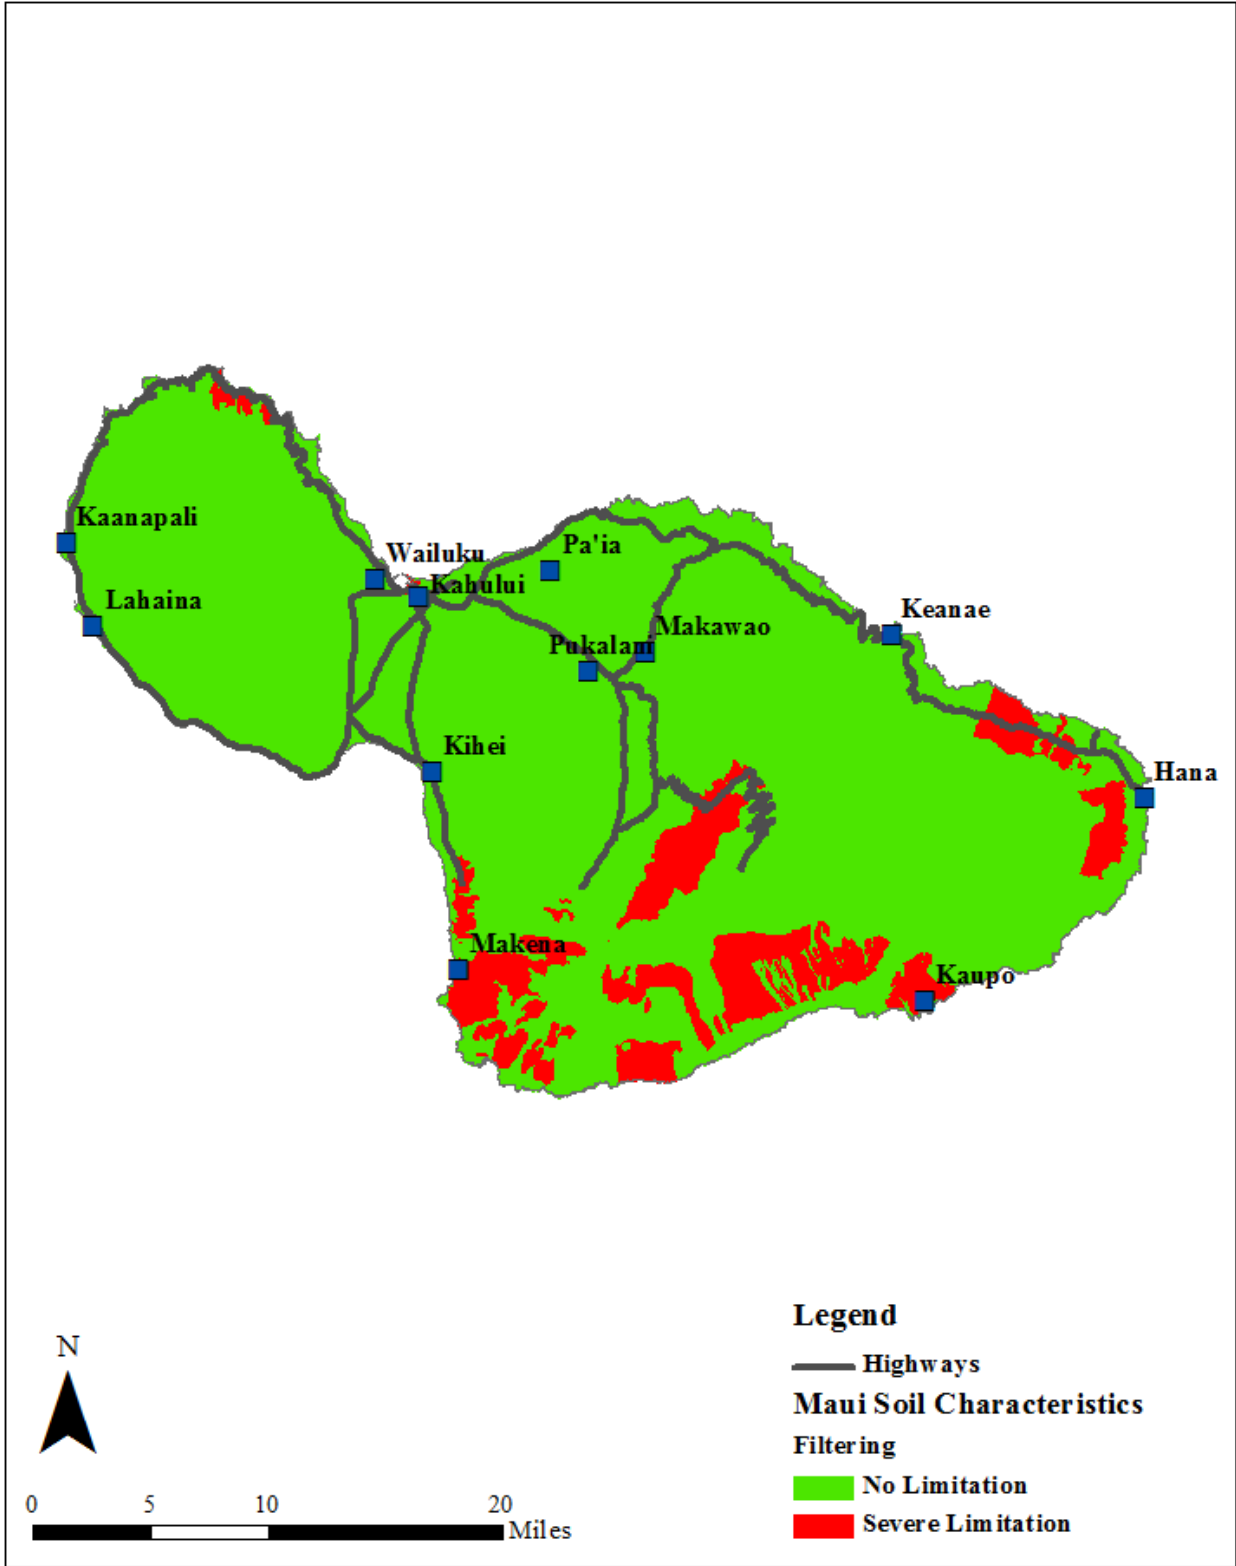 Kaanapali
Wailuku
Pa'ia
Kahului
Lahaina
Keanae
Makawao
Pukalani
Kihei
Hana
Makena
Kaupo
Legend
Highways
Maui Soil Characteristics
Filtering
No Limitation
Severe Limitation
N
0 5 10 20
Miles